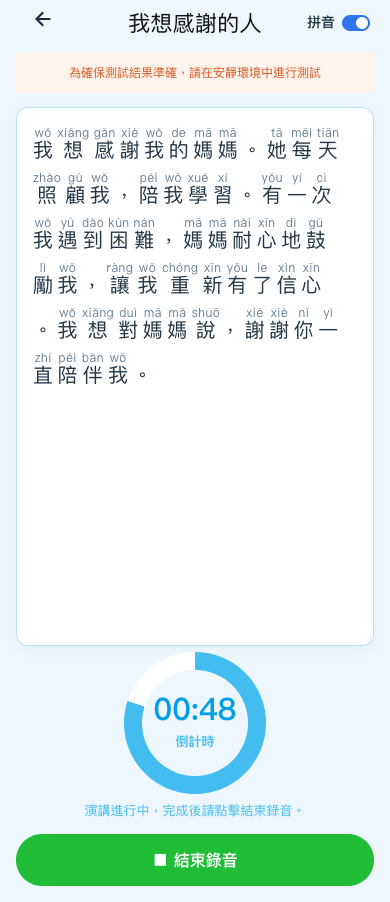 我想感謝的人
拼音
為確保測試結果準確，請在安靜環境中進行測試
wǒ xiǎng gǎn xiè wǒ de mā mā tā měi tiān
我想感謝我的媽媽。她每天
zhào gù wǒ péi wǒ xué xí yǒu yí cì
照顧我，陪我學習。有一次
wǒ yù dào kùn nán mā mā nài xīn dì gǔ
我遇到困難，媽媽耐心地鼓
lì wǒ ràng wǒ chóng xīn yǒu le xìn xīn
勵我，讓我重新有了信心
wǒ xiǎng duì mā mā shuō xiè xiè nǐ yì
。我想對媽媽說，謝謝你一
zhí péi bàn wǒ
直陪伴我。
00:48
倒計時
演講進行中，完成後請點擊結束錄音。
結束錄音